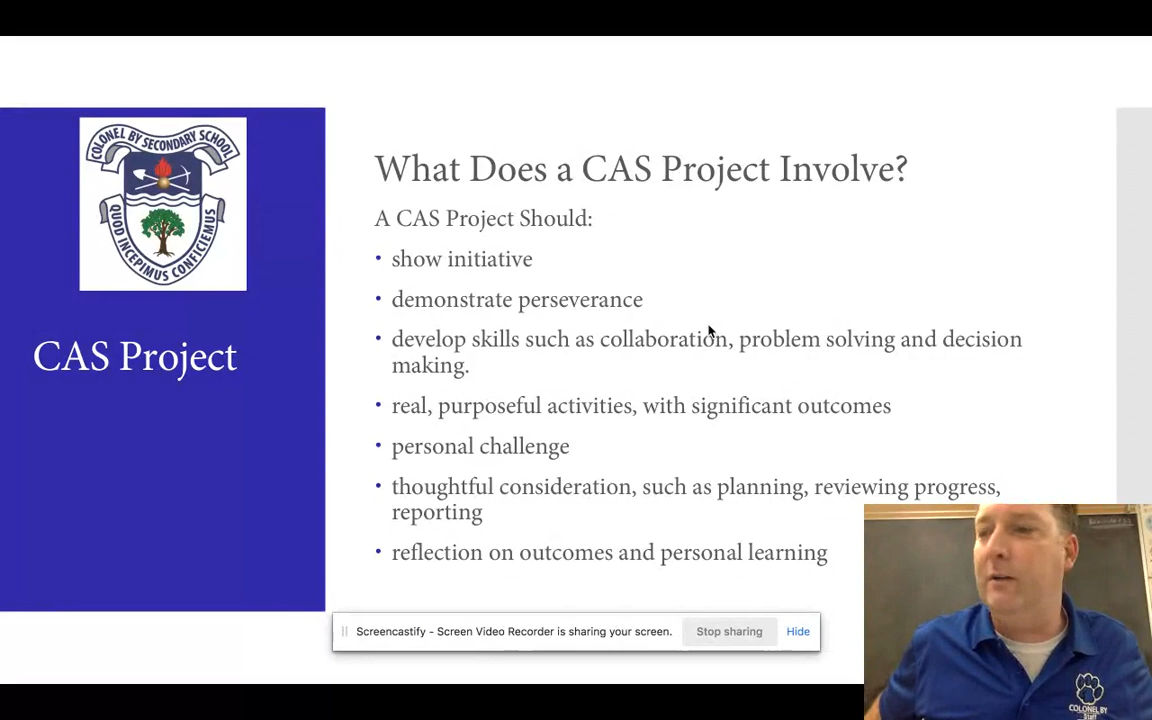 COLONEL BY SECONDARY SCHOOL
QUOD INCEPIMUS CONFICIEMUS
CAS Project
What Does a CAS Project Involve?
A CAS Project Should:
• show initiative
• demonstrate perseverance
• develop skills such as collaboration, problem solving and decision
making.
• real, purposeful activities, with significant outcomes
• personal challenge
• thoughtful consideration, such as planning, reviewing progress,
reporting
• reflection on outcomes and personal learning
Screencastify - Screen Video Recorder is sharing your screen. Stop sharing Hide
COLONEL BY
Staff